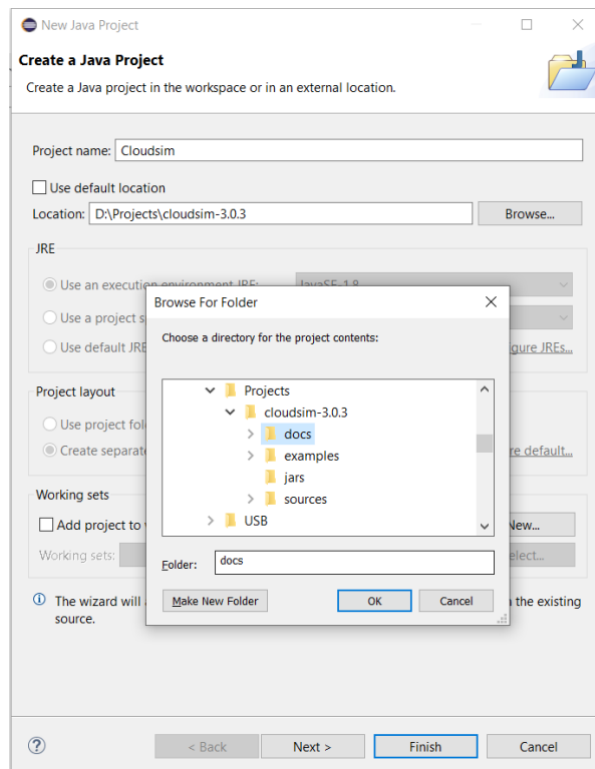 New Java Project
Create a Java Project
Create a Java project in the workspace or in an external location.
Project name: Cloudsim
Use default location
Location: D:\Projects\cloudsim-3.0.3 Browse...
JRE
Use an execution environment JRE: JavaSE-1.8
Use a project
Use default JRE gure JREs...
Project layout
Use project
Create separate re default...
Working sets
Add project to New...
Working sets: elect...
The wizard will the existing
source.
Browse For Folder
Choose a directory for the project contents:
Projects
cloudsim-3.0.3
docs
examples
jars
sources
USB
Folder: docs
Make New Folder OK Cancel
< Back Next > Finish Cancel